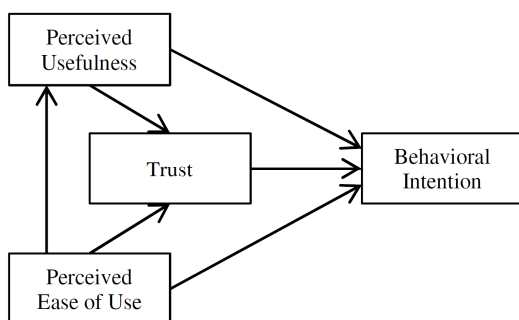 Perceived
Usefulness
Trust
Behavioral
Intention
Perceived
Ease of Use